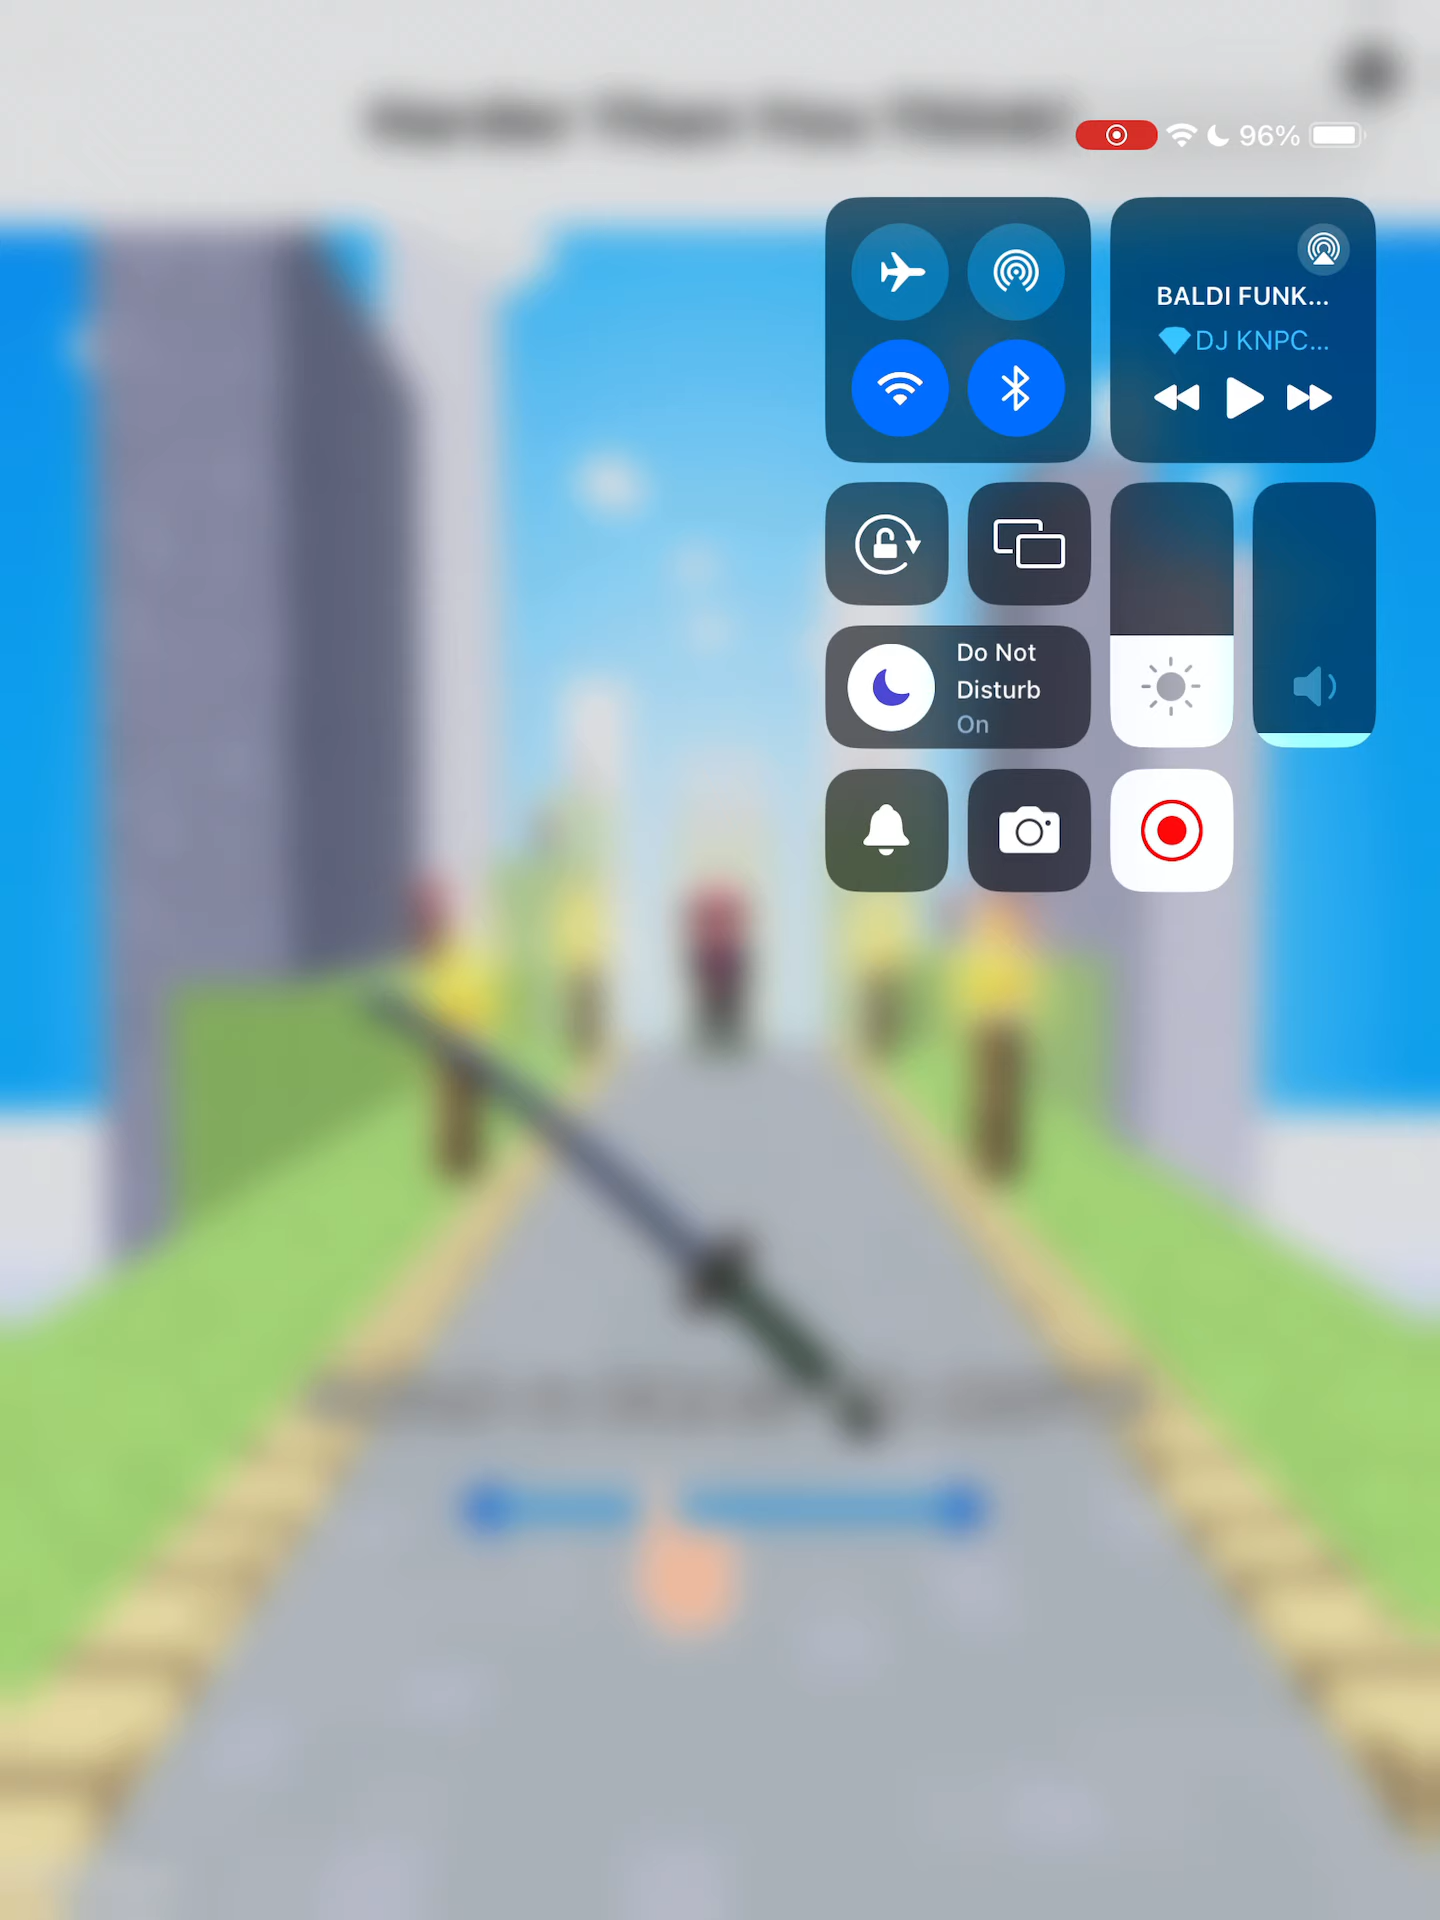 96%
BALDI FUNK...
DJ KNPC...
Do Not
Disturb
On